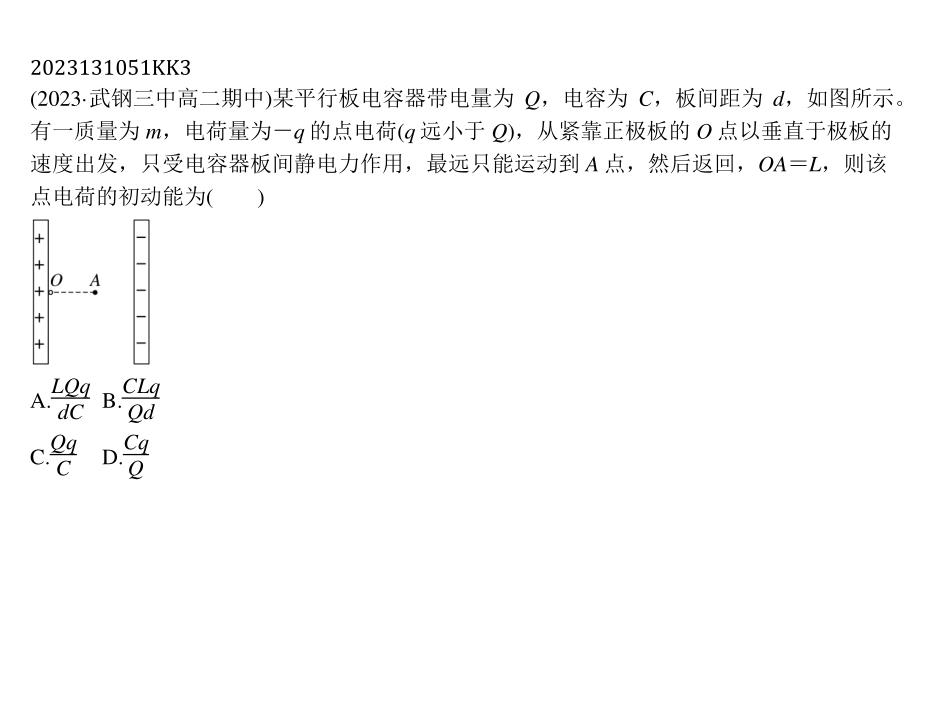 2023131051KK3
(2023·武钢三中高二期中)某平行板电容器带电量为 Q，电容为 C，板间距为 d，如图所示。
有一质量为 m，电荷量为－q 的点电荷(q 远小于 Q)，从紧靠正极板的 O 点以垂直于极板的
速度出发，只受电容器板间静电力作用，最远只能运动到 A 点，然后返回，OA＝L，则该
点电荷的初动能为(　　)
+ −
+ −
O A
+ −
+ −
+ −
A.LQq/dC B.CLq/Qd
C.Qq/C D.Cq/Q